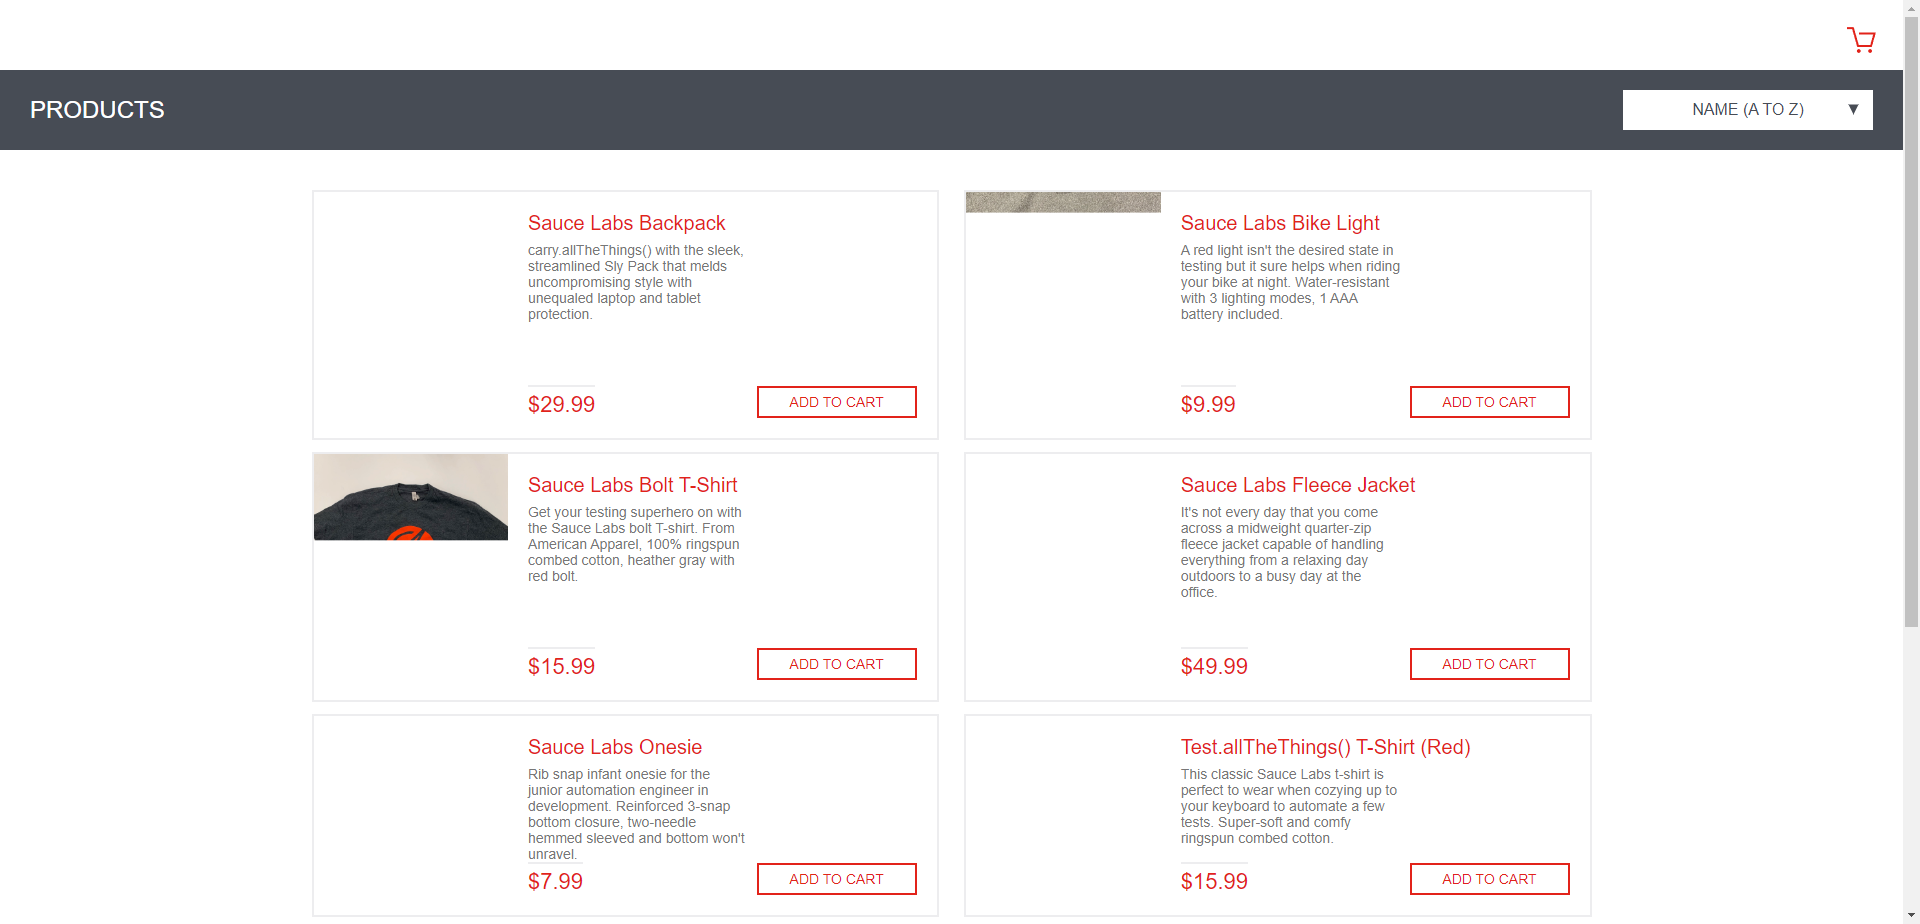 PRODUCTS
NAME (A TO Z)
Sauce Labs Backpack
carry.allTheThings() with the sleek,
streamlined Sly Pack that melds
uncompromising style with
unequaled laptop and tablet
protection.
$29.99
ADD TO CART
Sauce Labs Bike Light
A red light isn't the desired state in
testing but it sure helps when riding
your bike at night. Water-resistant
with 3 lighting modes, 1 AAA
battery included.
$9.99
ADD TO CART
Sauce Labs Bolt T-Shirt
Get your testing superhero on with
the Sauce Labs bolt T-shirt. From
American Apparel, 100% ringspun
combed cotton, heather gray with
red bolt.
$15.99
ADD TO CART
Sauce Labs Fleece Jacket
It's not every day that you come
across a midweight quarter-zip
fleece jacket capable of handling
everything from a relaxing day
outdoors to a busy day at the
office.
$49.99
ADD TO CART
Sauce Labs Onesie
Rib snap infant onesie for the
junior automation engineer in
development. Reinforced 3-snap
bottom closure, two-needle
hemmed sleeved and bottom won't
unravel.
$7.99
ADD TO CART
Test.allTheThings() T-Shirt (Red)
This classic Sauce Labs t-shirt is
perfect to wear when cozying up to
your keyboard to automate a few
tests. Super-soft and comfy
ringspun combed cotton.
$15.99
ADD TO CART